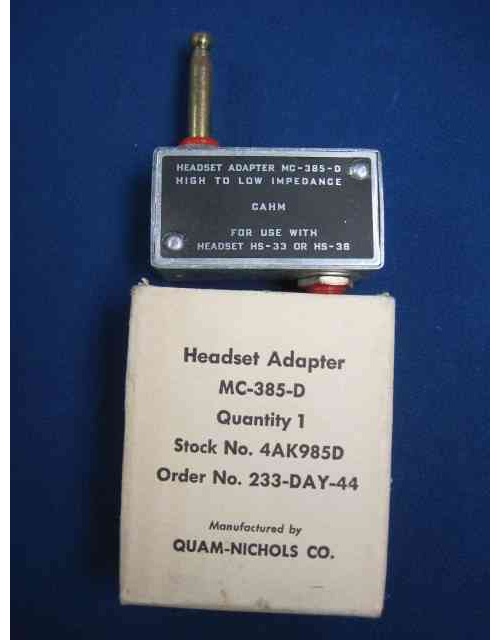 HEADSET ADAPTER MC-385-D
HIGH TO LOW IMPEDANCE
CAHM
FOR USE WITH
HEADSET HS-33 OR HS-38
Headset Adapter
MC-385-D
Quantity 1
Stock No. 4AK985D
Order No. 233-DAY-44
Manufactured by
QUAM-NICHOLS CO.